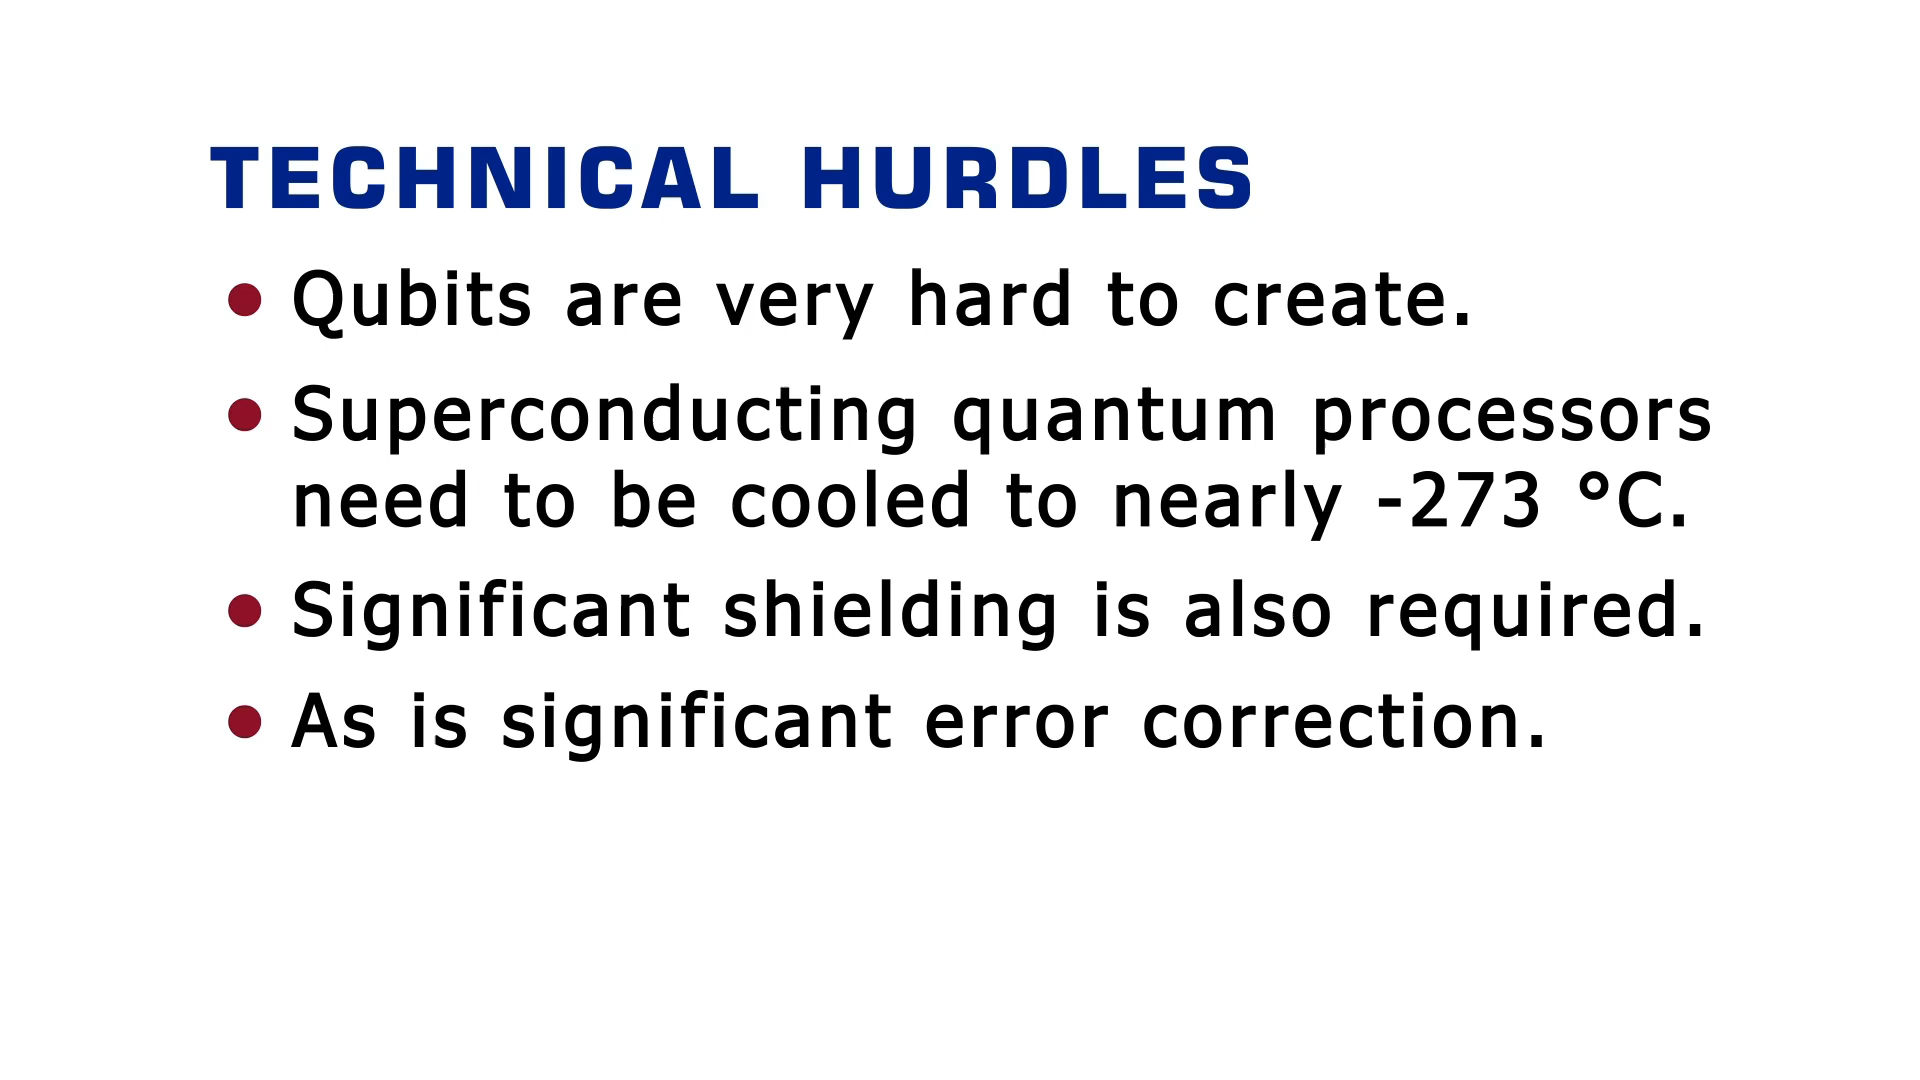 TECHNICAL HURDLES
• Qubits are very hard to create.
• Superconducting quantum processors
need to be cooled to nearly -273 °C.
• Significant shielding is also required.
• As is significant error correction.